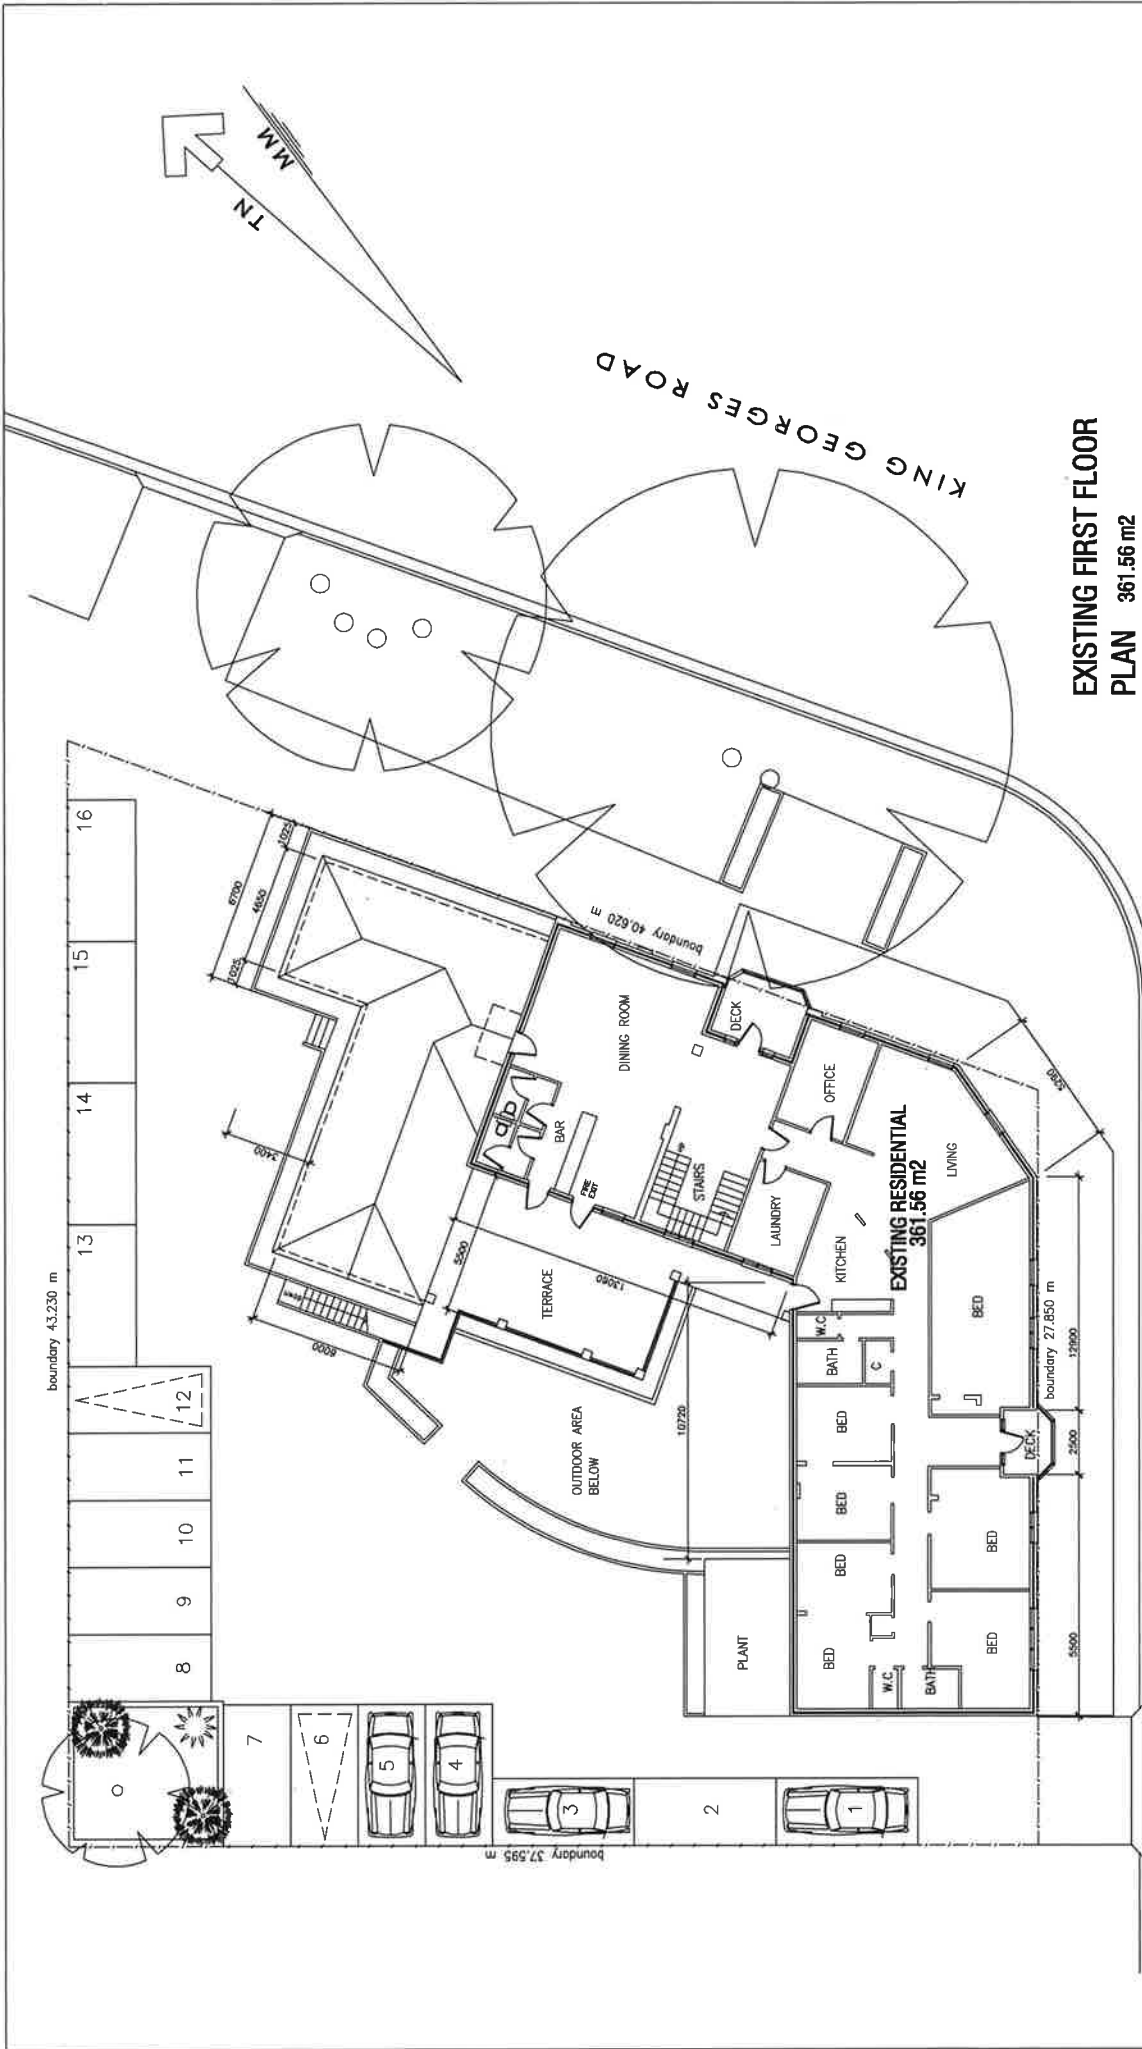 TN
MM
KING GEORGES ROAD
16
15
14
13
boundary 43.230 m
12
11
10
9
8
7
6
5
4
3
2
1
boundary 37.595 m
6700
1025
4650
1025
3400
boundary 40.620 m
DINING ROOM
DECK
BAR
FIRE
EXIT
STAIRS
OFFICE
LAUNDRY
LIVING
KITCHEN
EXISTING RESIDENTIAL
361.56 m2
5290
5500
13060
TERRACE
down
6000
OUTDOOR AREA
BELOW
10720
W.C
BATH
C
BED
BED
BED
BED
BED
BED
BED
W.C
BATH
PLANT
DECK
boundary 27.850 m
12900
2500
5500
EXISTING FIRST FLOOR
PLAN 361.56 m2